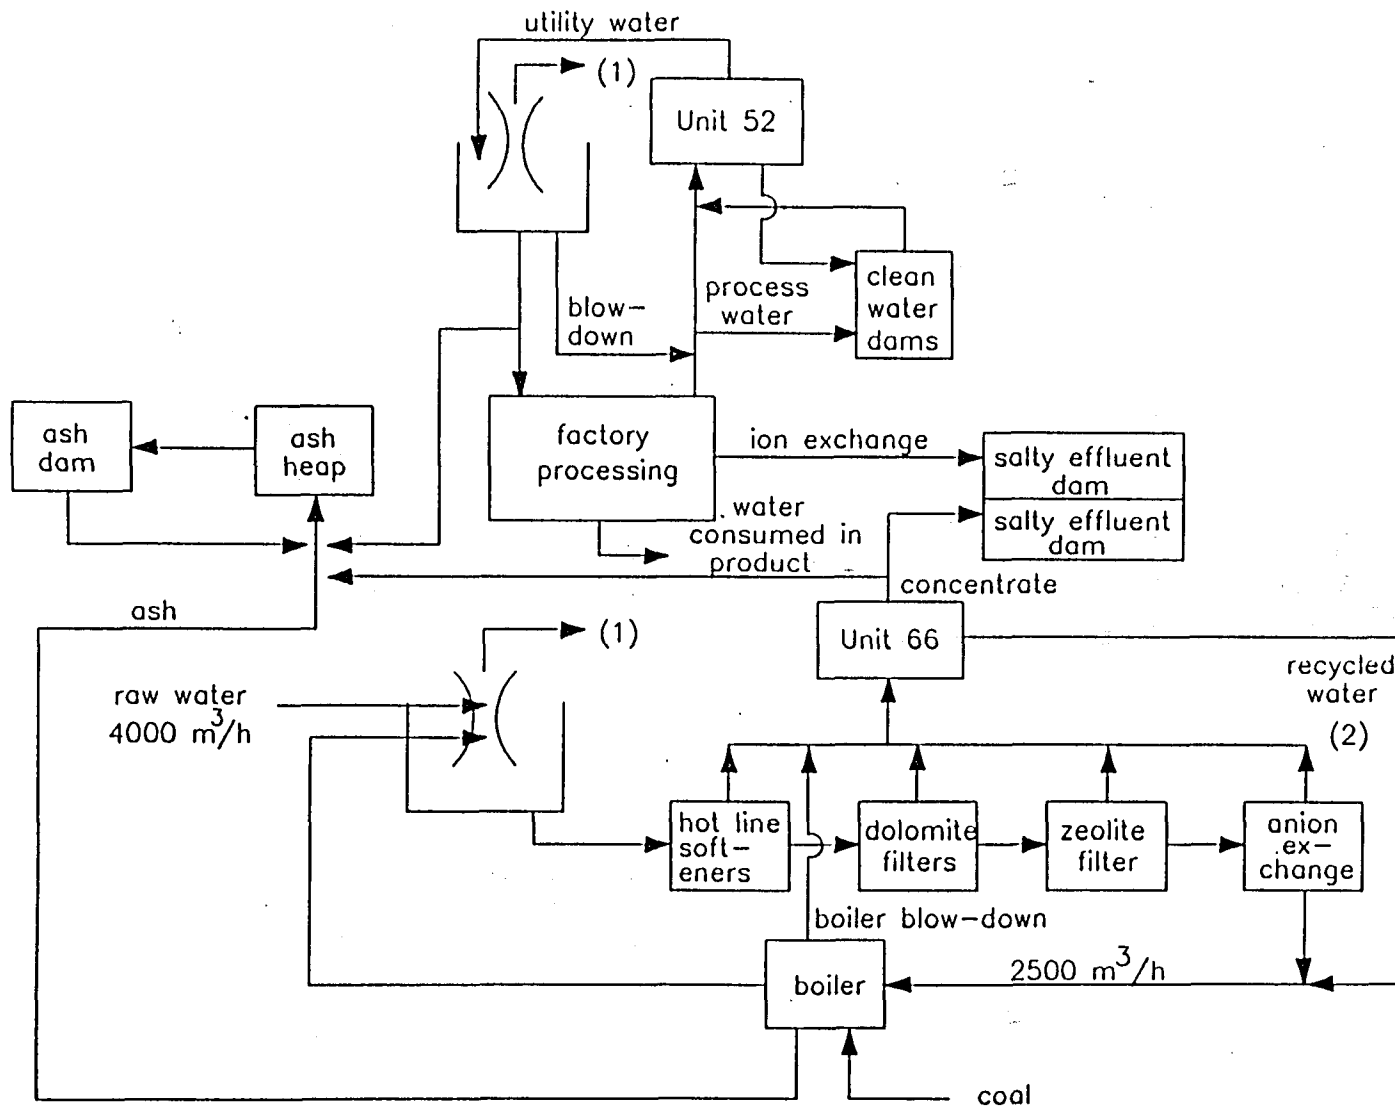 utility water
(1)
Unit 52
clean
water
dams
process
water
blow-
down
ash
dam
ash
heap
factory
processing
ion exchange
salty effluent
dam
salty effluent
dam
water
consumed in
product
concentrate
ash
(1)
Unit 66
raw water
4000 m³/h
recycled
water
(2)
hot line
soft-
eners
dolomite
filters
zeolite
filter
anion
ex-
change
boiler blow-down
boiler
2500 m³/h
coal